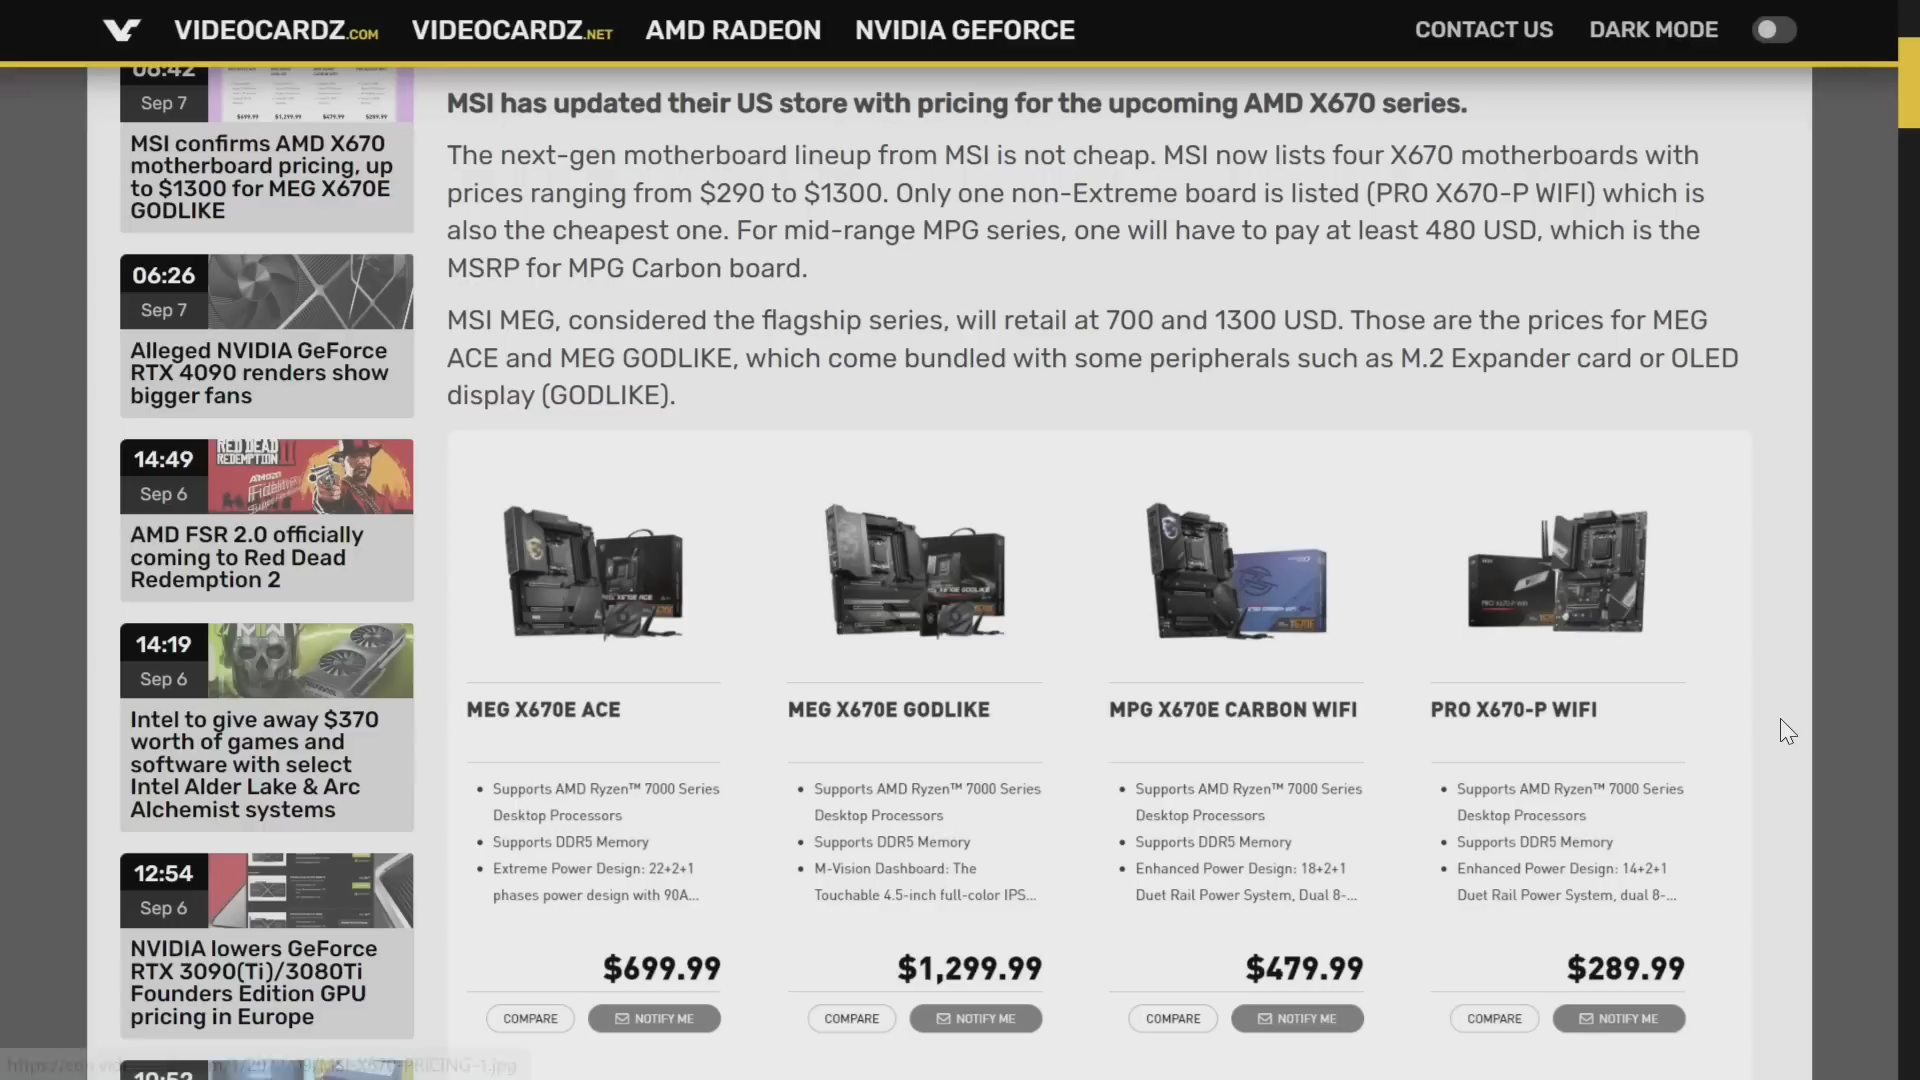 VIDEOCARDZ.COM
VIDEOCARDZ.NET
AMD RADEON
NVIDIA GEFORCE
CONTACT US
DARK MODE
06:42
Sep 7
$699.99 $1,299.99 $479.99 $289.99
MSI confirms AMD X670
motherboard pricing, up
to $1300 for MEG X670E
GODLIKE
06:26
Sep 7
Alleged NVIDIA GeForce
RTX 4090 renders show
bigger fans
14:49
Sep 6
RED DEAD
REDEMPTION II
AMD FSR 2.0 officially
coming to Red Dead
Redemption 2
14:19
Sep 6
Intel to give away $370
worth of games and
software with select
Intel Alder Lake & Arc
Alchemist systems
12:54
Sep 6
NVIDIA lowers GeForce
RTX 3090(Ti)/3080Ti
Founders Edition GPU
pricing in Europe
10:52
MSI has updated their US store with pricing for the upcoming AMD X670 series.
The next-gen motherboard lineup from MSI is not cheap. MSI now lists four X670 motherboards with
prices ranging from $290 to $1300. Only one non-Extreme board is listed (PRO X670-P WIFI) which is
also the cheapest one. For mid-range MPG series, one will have to pay at least 480 USD, which is the
MSRP for MPG Carbon board.
MSI MEG, considered the flagship series, will retail at 700 and 1300 USD. Those are the prices for MEG
ACE and MEG GODLIKE, which come bundled with some peripherals such as M.2 Expander card or OLED
display (GODLIKE).
MEG X670E ACE
Supports AMD Ryzen™ 7000 Series
Desktop Processors
Supports DDR5 Memory
Extreme Power Design: 22+2+1
phases power design with 90A...
$699.99
COMPARE
NOTIFY ME
MEG X670E GODLIKE
Supports AMD Ryzen™ 7000 Series
Desktop Processors
Supports DDR5 Memory
M-Vision Dashboard: The
Touchable 4.5-inch full-color IPS...
$1,299.99
COMPARE
NOTIFY ME
MPG X670E CARBON WIFI
Supports AMD Ryzen™ 7000 Series
Desktop Processors
Supports DDR5 Memory
Enhanced Power Design: 18+2+1
Duet Rail Power System, Dual 8-...
$479.99
COMPARE
NOTIFY ME
PRO X670-P WIFI
Supports AMD Ryzen™ 7000 Series
Desktop Processors
Supports DDR5 Memory
Enhanced Power Design: 14+2+1
Duet Rail Power System, dual 8-...
$289.99
COMPARE
NOTIFY ME